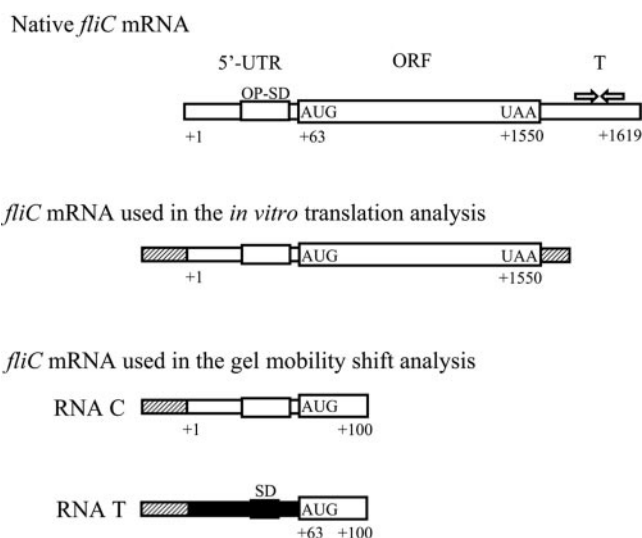 Native fliC mRNA
5'-UTR ORF T
OP-SD
AUG UAA
+1 +63 +1550 +1619
fliC mRNA used in the in vitro translation analysis
AUG UAA
+1 +1550
fliC mRNA used in the gel mobility shift analysis
RNA C AUG
+1 +100
SD
RNA T AUG
+63 +100